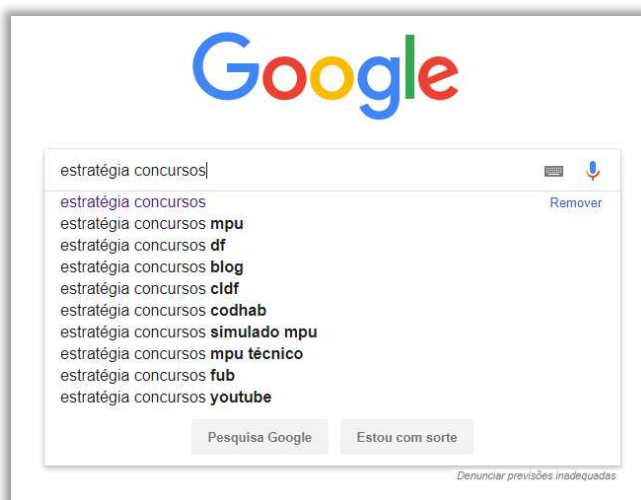 Google
estratégia concursos
estratégia concursos Remover
estratégia concursos mpu
estratégia concursos df
estratégia concursos blog
estratégia concursos cldf
estratégia concursos codhab
estratégia concursos simulado mpu
estratégia concursos mpu técnico
estratégia concursos fub
estratégia concursos youtube
Pesquisa Google Estou com sorte
Denunciar previsões inadequadas